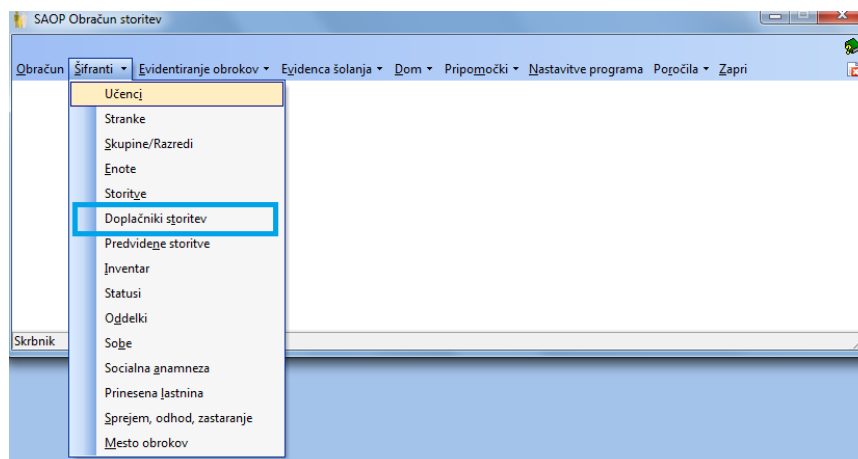 SAOP Obračun storitev
Obračun Šifranti Evidentiranje obrokov Evidenca šolanja Dom Pripomočki Nastavitve programa Poročila Zapri
Učenci
Stranke
Skupine/Razredi
Enote
Storitve
Doplačniki storitev
Predvidene storitve
Inventar
Statusi
Oddelki
Skrbnik
Sobe
Socialna anamneza
Prinesena lastnina
Sprejem, odhod, zastaranje
Mesto obrokov